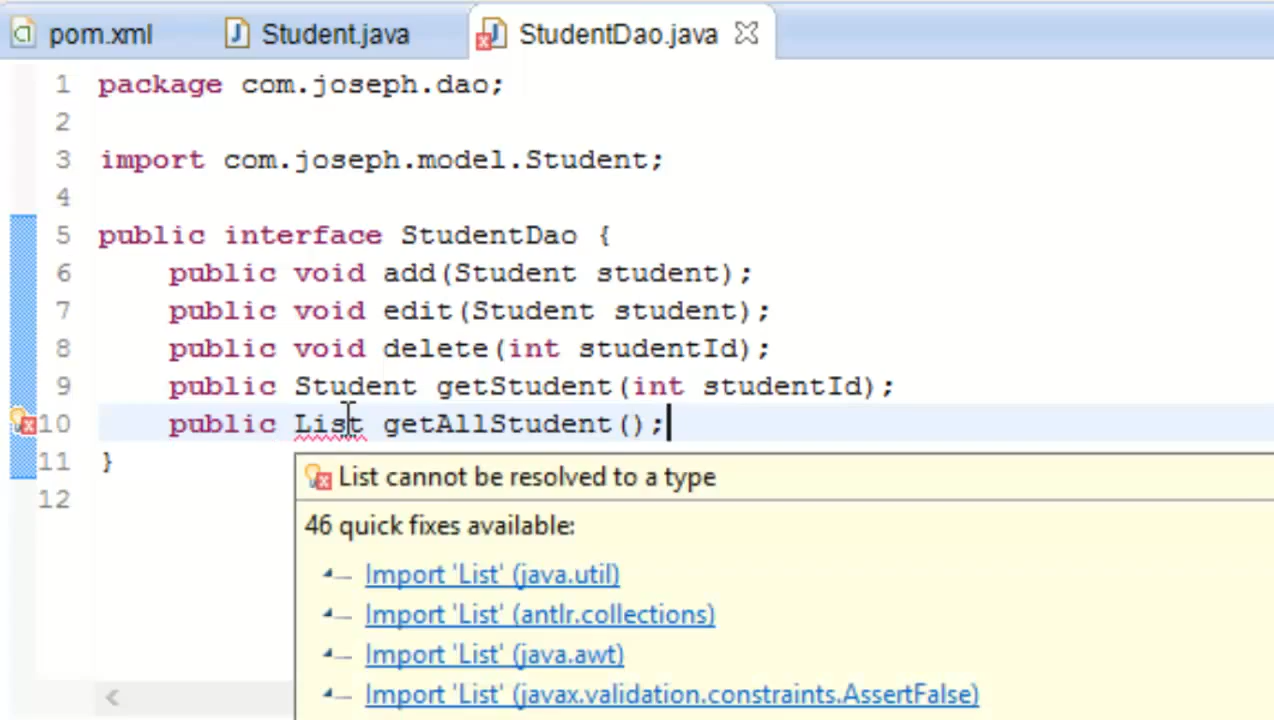 pom.xml Student.java StudentDao.java
1 package com.joseph.dao;
2
3 import com.joseph.model.Student;
4
5 public interface StudentDao {
6 public void add(Student student);
7 public void edit(Student student);
8 public void delete(int studentId);
9 public Student getStudent(int studentId);
10 public List getAllStudent();
11 }
12
List cannot be resolved to a type
46 quick fixes available:
Import 'List' (java.util)
Import 'List' (antlr.collections)
Import 'List' (java.awt)
Import 'List' (javax.validation.constraints.AssertFalse)